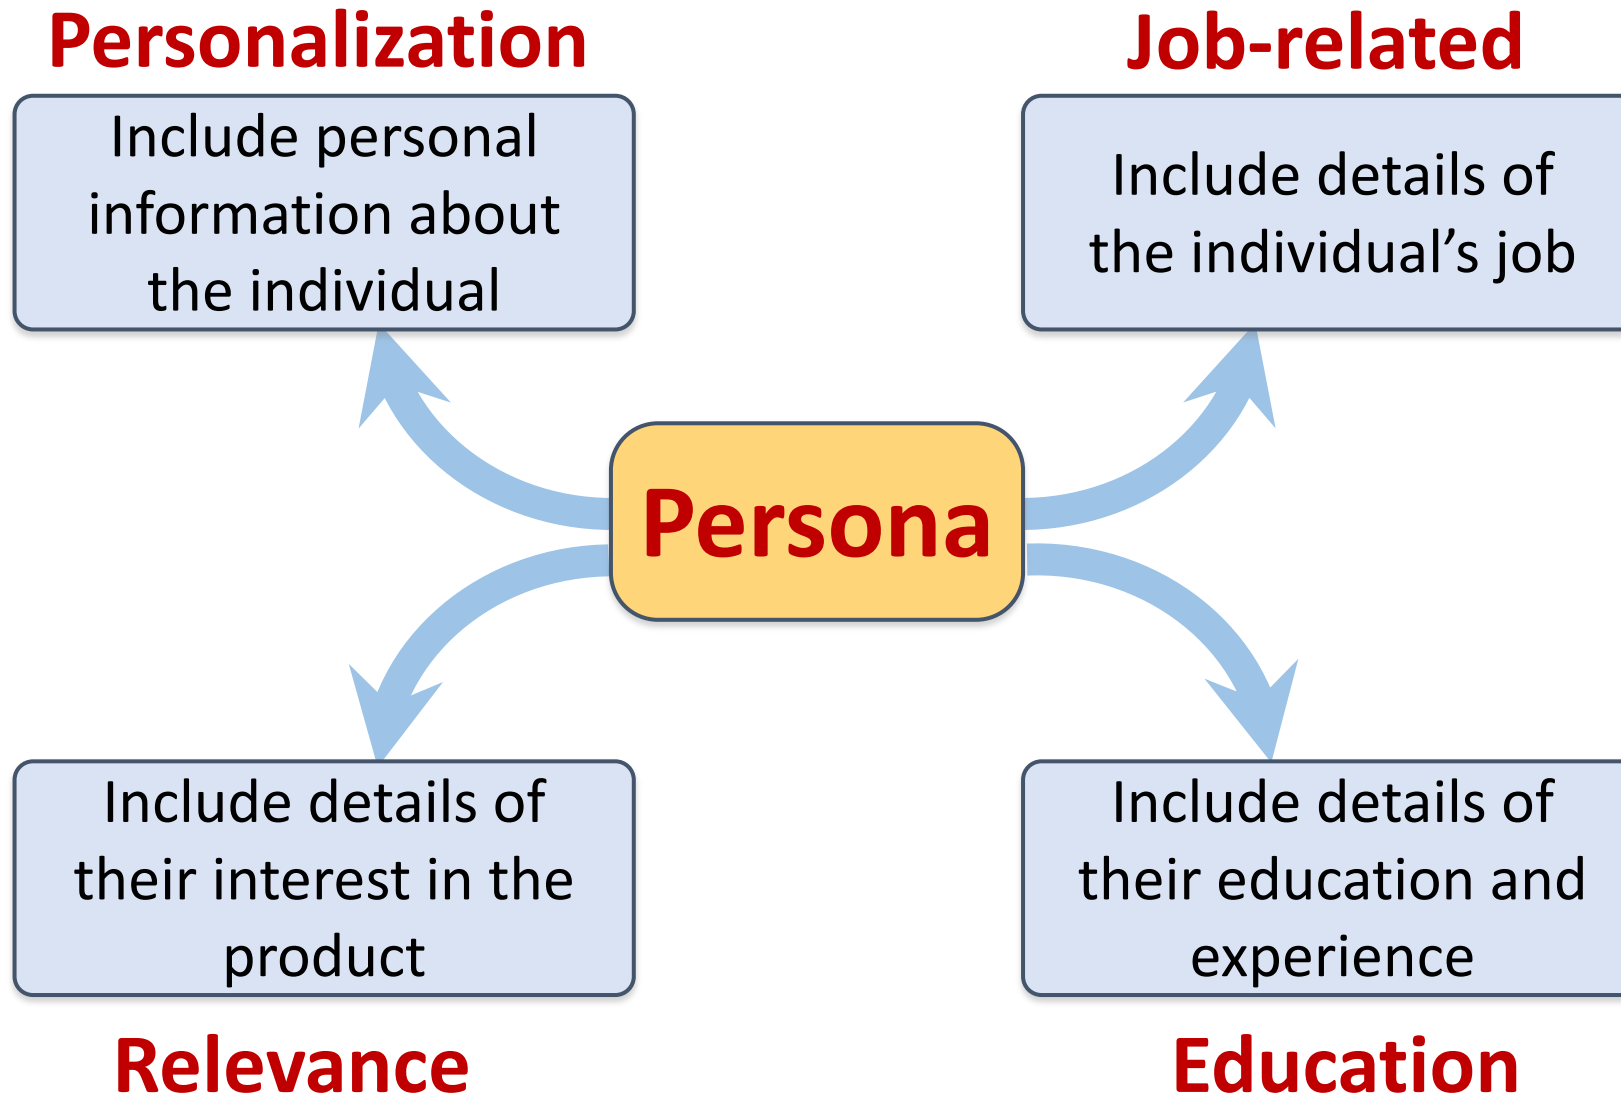 Personalization
Include personal
information about
the individual
Job-related
Include details of
the individual’s job
Persona
Include details of
their interest in the
product
Relevance
Include details of
their education and
experience
Education